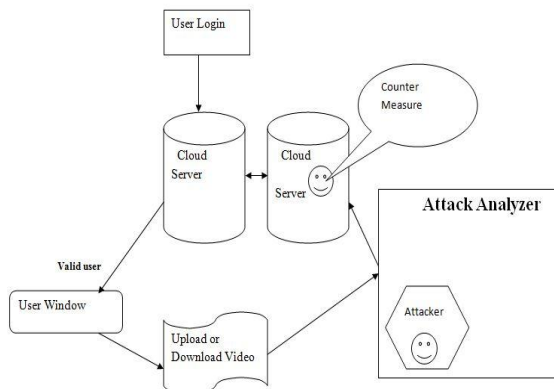 User Login
Counter
Measure
Cloud
Server
Cloud
Server
Attack Analyzer
Valid user
User Window
Upload or
Download Video
Attacker